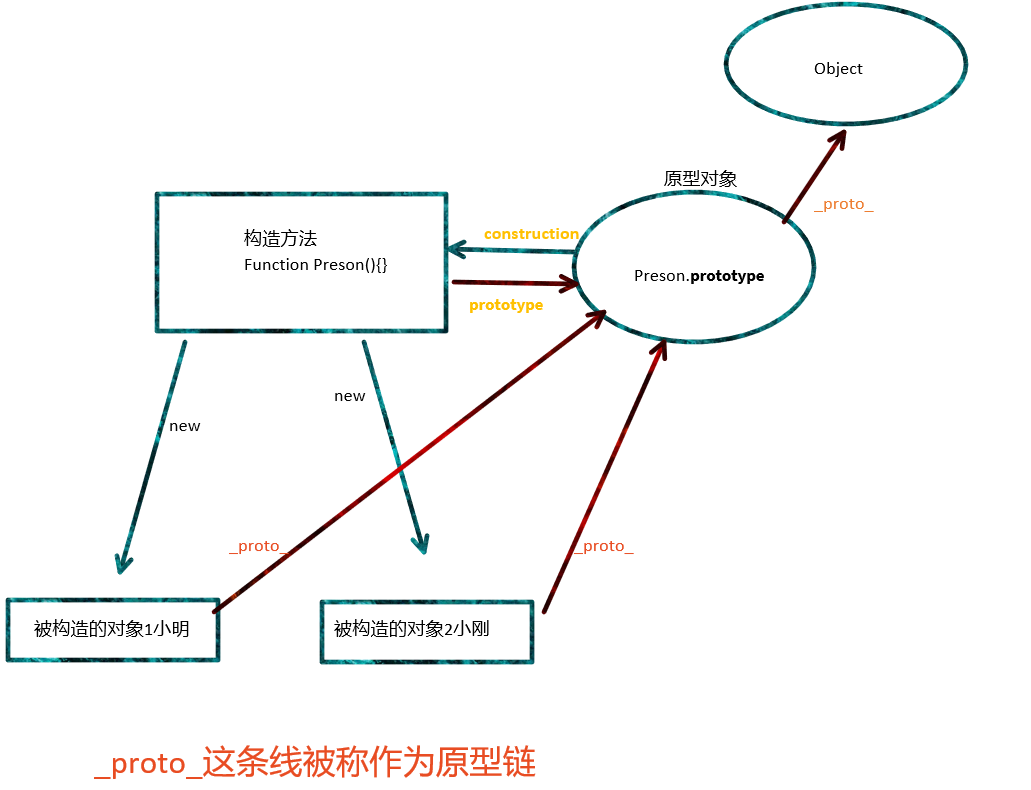 Object
原型对象
_proto_
构造方法
Function Preson(){}
construction
Preson.prototype
prototype
new
new
_proto_
_proto_
被构造的对象1小明
被构造的对象2小刚
_proto_这条线被称作为原型链